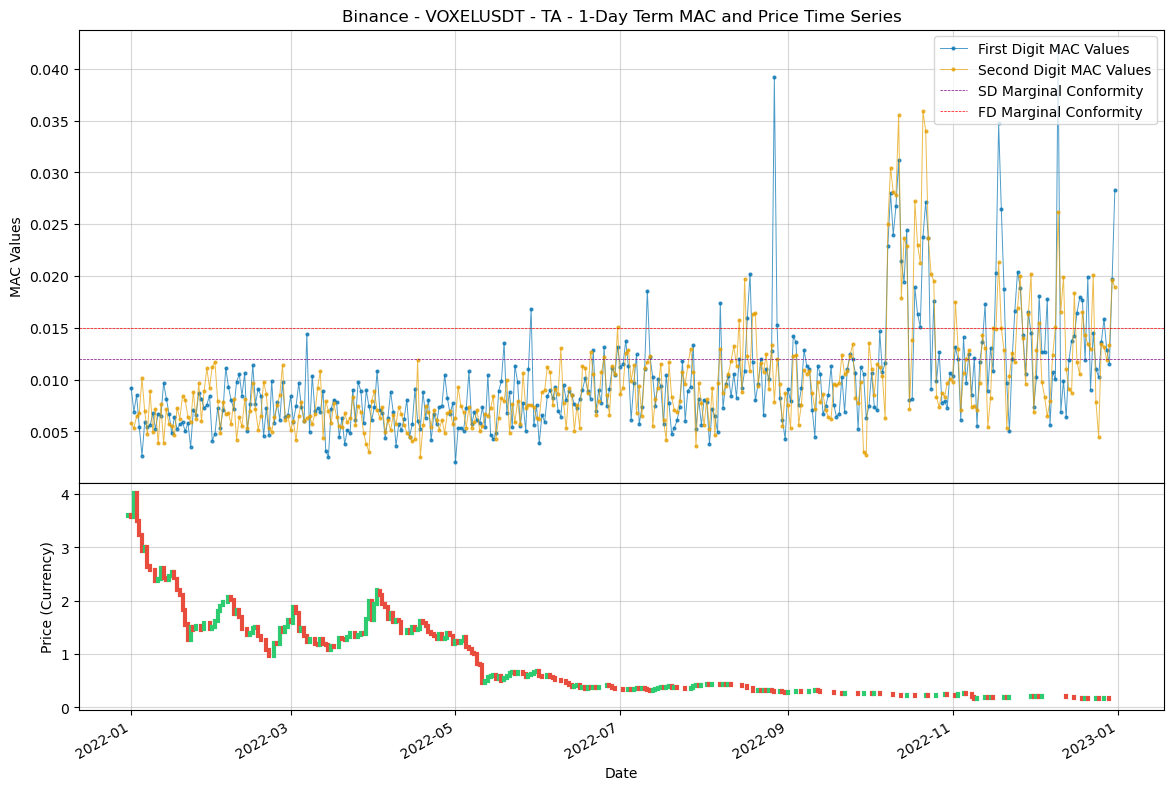 Binance - VOXELUSDT - TA - 1-Day Term MAC and Price Time Series
First Digit MAC Values
Second Digit MAC Values
SD Marginal Conformity
FD Marginal Conformity
MAC Values
0.040
0.035
0.030
0.025
0.020
0.015
0.010
0.005
Price (Currency)
4
3
2
1
0
2022-01
2022-03
2022-05
2022-07
2022-09
2022-11
2023-01
Date